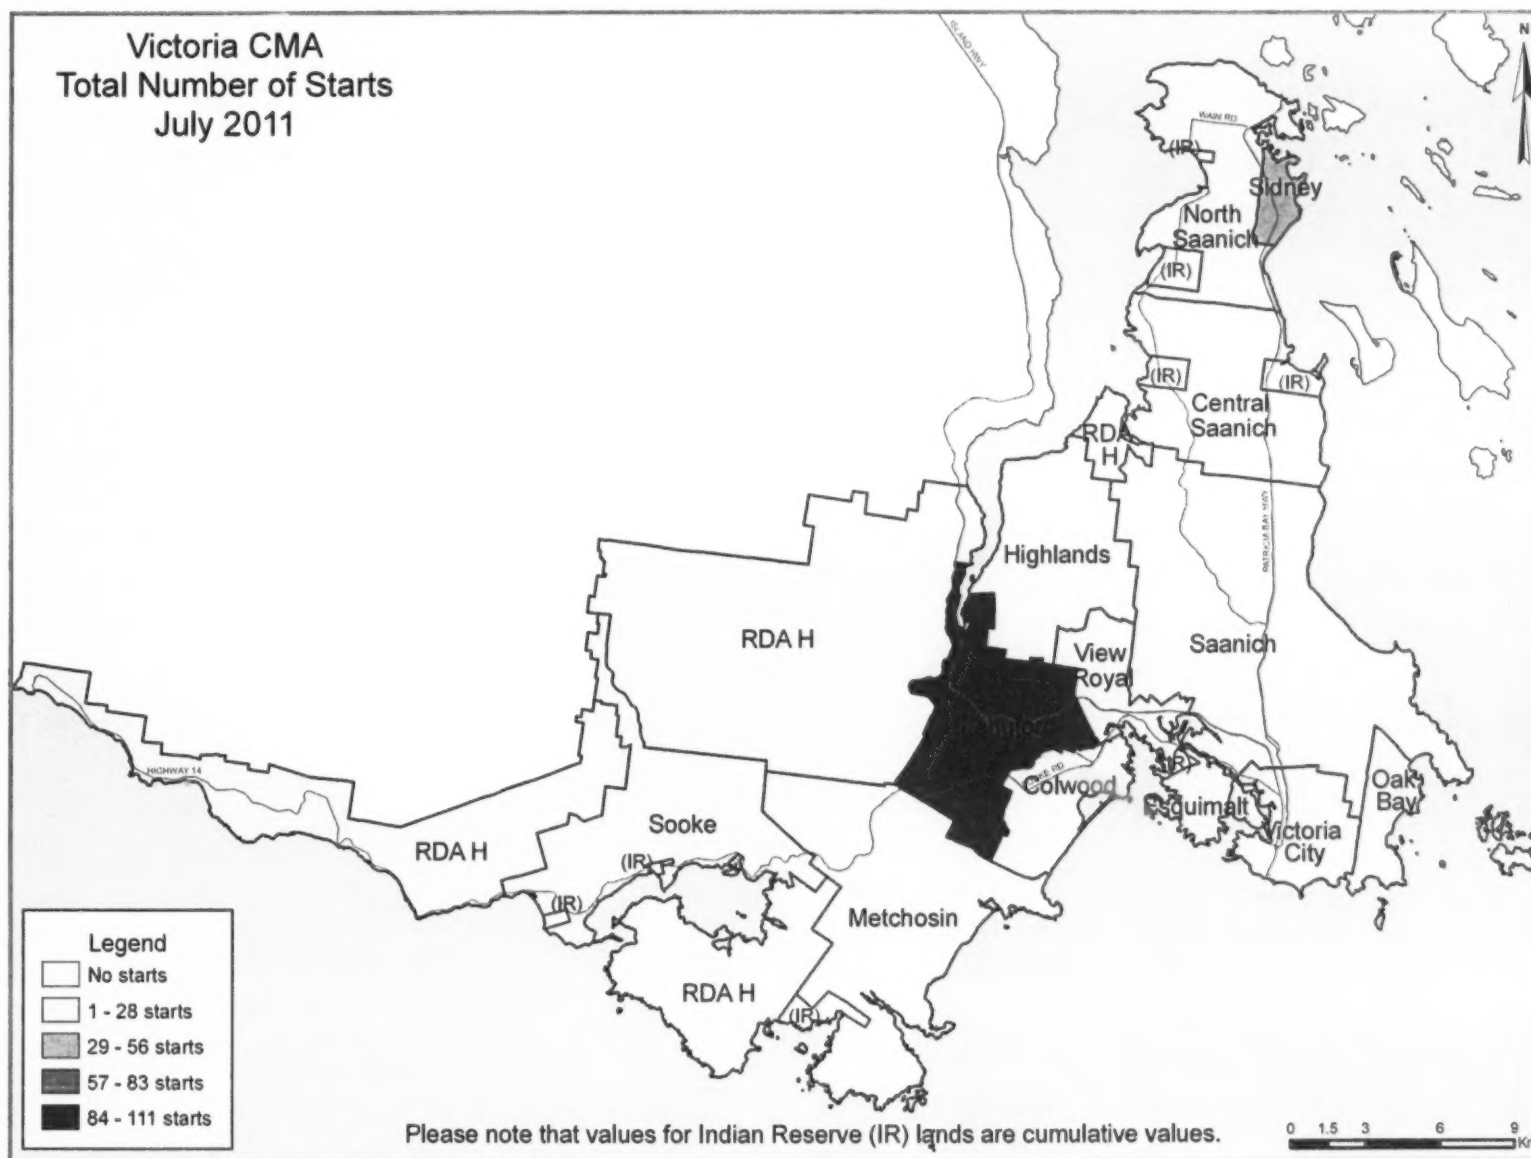 Victoria CMA
Total Number of Starts
July 2011
ISLAND HWY
N
WAIN RD
(IR)
Sidney
North
Saanich
(IR)
(IR)
(IR)
Central
Saanich
RDA
H
PATRICIA BAY HWY
Highlands
RDA H
View
Royal
Saanich
Langford
HIGHWAY 14
Colwood
Oak
Bay
Esquimalt
Victoria
City
Sooke
RDA H
(IR)
(IR)
Metchosin
RDA H
(IR)
Legend
No starts
1 - 28 starts
29 - 56 starts
57 - 83 starts
84 - 111 starts
Please note that values for Indian Reserve (IR) lands are cumulative values.
0 1.5 3 6 9
Km